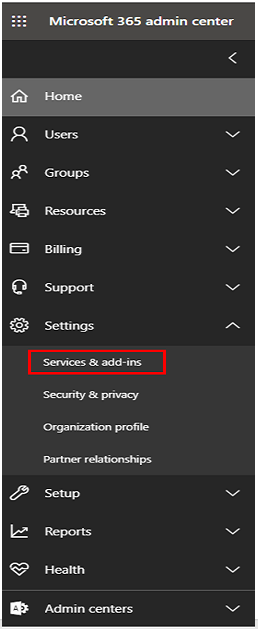 Microsoft 365 admin center
Home
Users
Groups
Resources
Billing
Support
Settings
Services & add-ins
Security & privacy
Organization profile
Partner relationships
Setup
Reports
Health
Admin centers